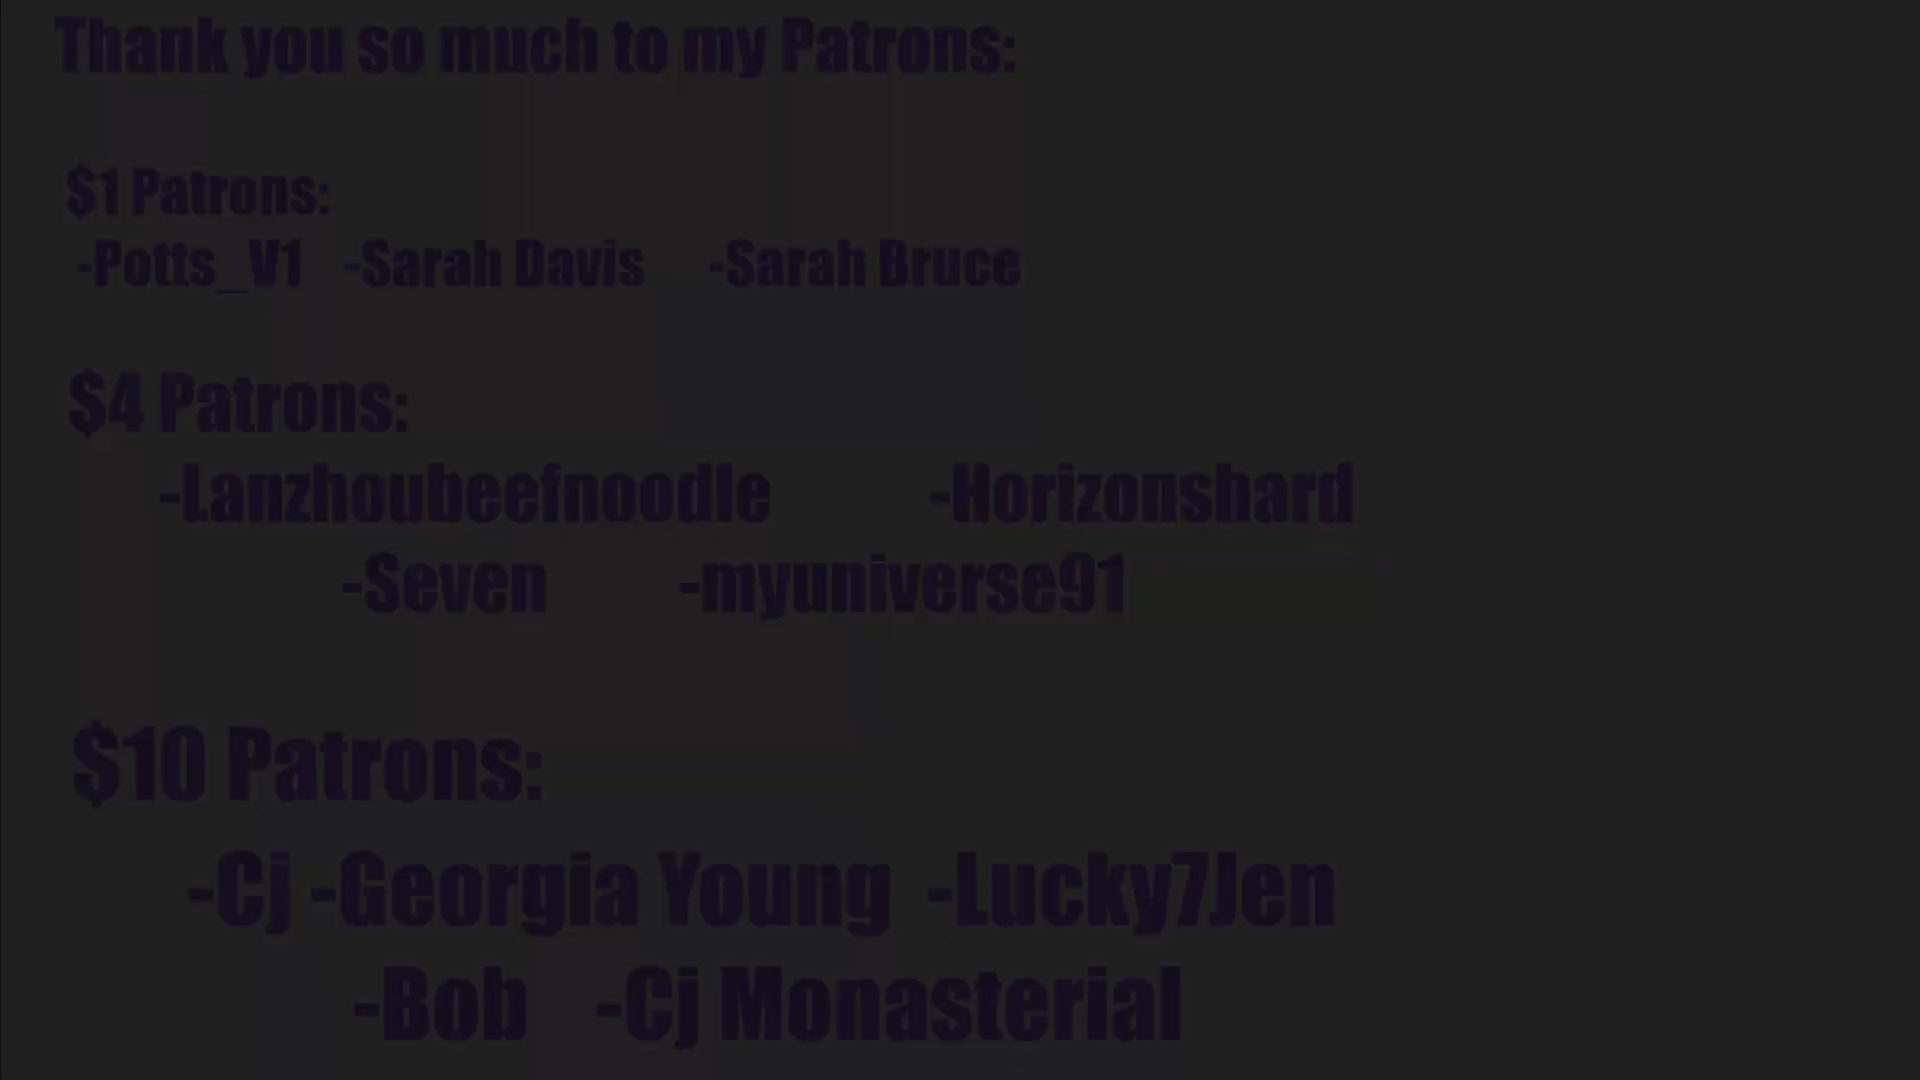 Thank you so much to my Patrons:
$1 Patrons:
-Potts_V1 -Sarah Davis -Sarah Bruce
$4 Patrons:
-Lanzhoubeefnoodle -Horizonshard
-Seven -myuniverse91
$10 Patrons:
-Cj -Georgia Young -Lucky7Jen
-Bob -Cj Monasterial